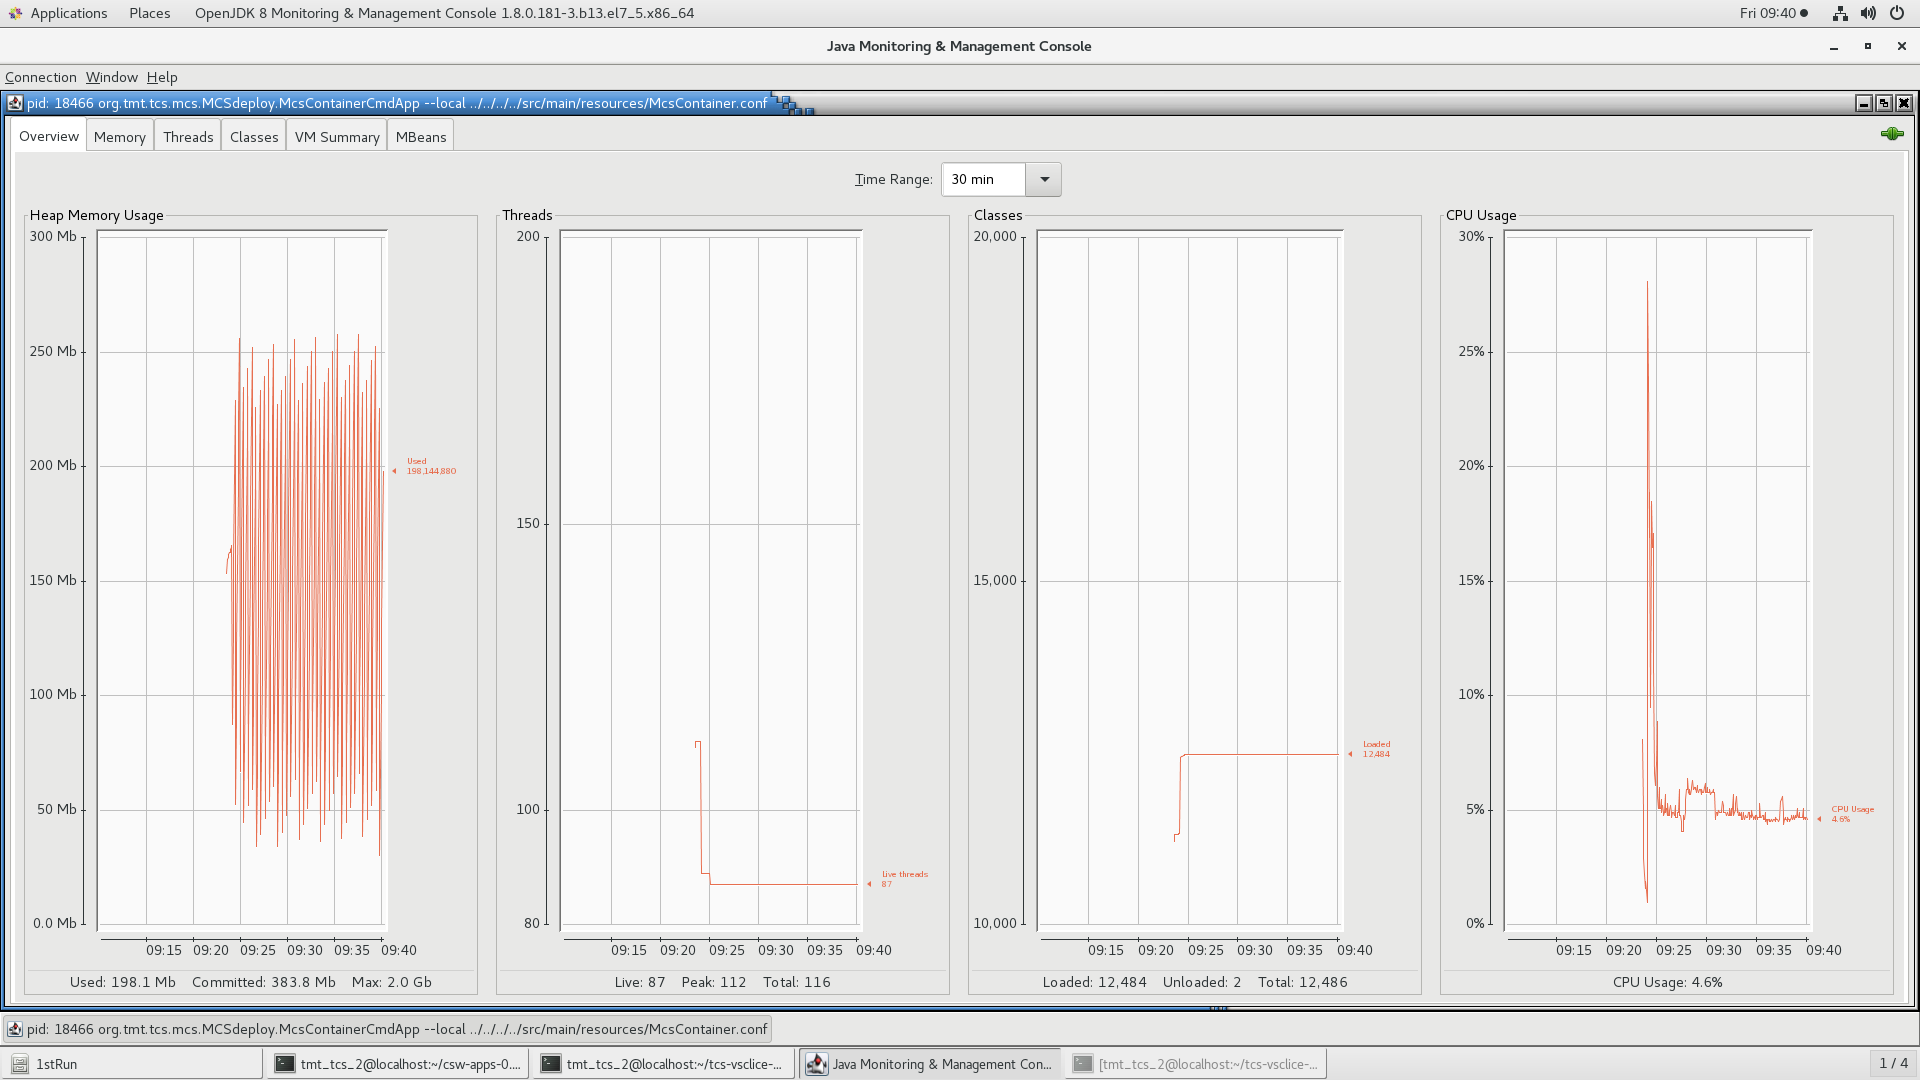 Applications Places OpenJDK 8 Monitoring & Management Console 1.8.0.181-3.b13.el7_5.x86_64 Fri 09:40
Java Monitoring & Management Console
Connection Window Help
pid: 18466 org.tmt.tcs.mcs.MCSdeploy.McsContainerCmdApp --local ../../../../src/main/resources/McsContainer.conf
Overview Memory Threads Classes VM Summary MBeans
Time Range: 30 min
Heap Memory Usage
300 Mb
250 Mb
200 Mb
150 Mb
100 Mb
50 Mb
0.0 Mb
Used
198,144,880
09:15 09:20 09:25 09:30 09:35 09:40
Used: 198.1 Mb Committed: 383.8 Mb Max: 2.0 Gb
Threads
200
150
100
80
Live threads
87
09:15 09:20 09:25 09:30 09:35 09:40
Live: 87 Peak: 112 Total: 116
Classes
20,000
15,000
10,000
Loaded
12,484
09:15 09:20 09:25 09:30 09:35 09:40
Loaded: 12,484 Unloaded: 2 Total: 12,486
CPU Usage
30%
25%
20%
15%
10%
5%
0%
CPU Usage
4.6%
09:15 09:20 09:25 09:30 09:35 09:40
CPU Usage: 4.6%
pid: 18466 org.tmt.tcs.mcs.MCSdeploy.McsContainerCmdApp --local ../../../../src/main/resources/McsContainer.conf
1stRun tmt_tcs_2@localhost:~/csw-apps-0.... tmt_tcs_2@localhost:~/tcs-vsclice-... Java Monitoring & Management Con... [tmt_tcs_2@localhost:~/tcs-vsclice-... 1 / 4